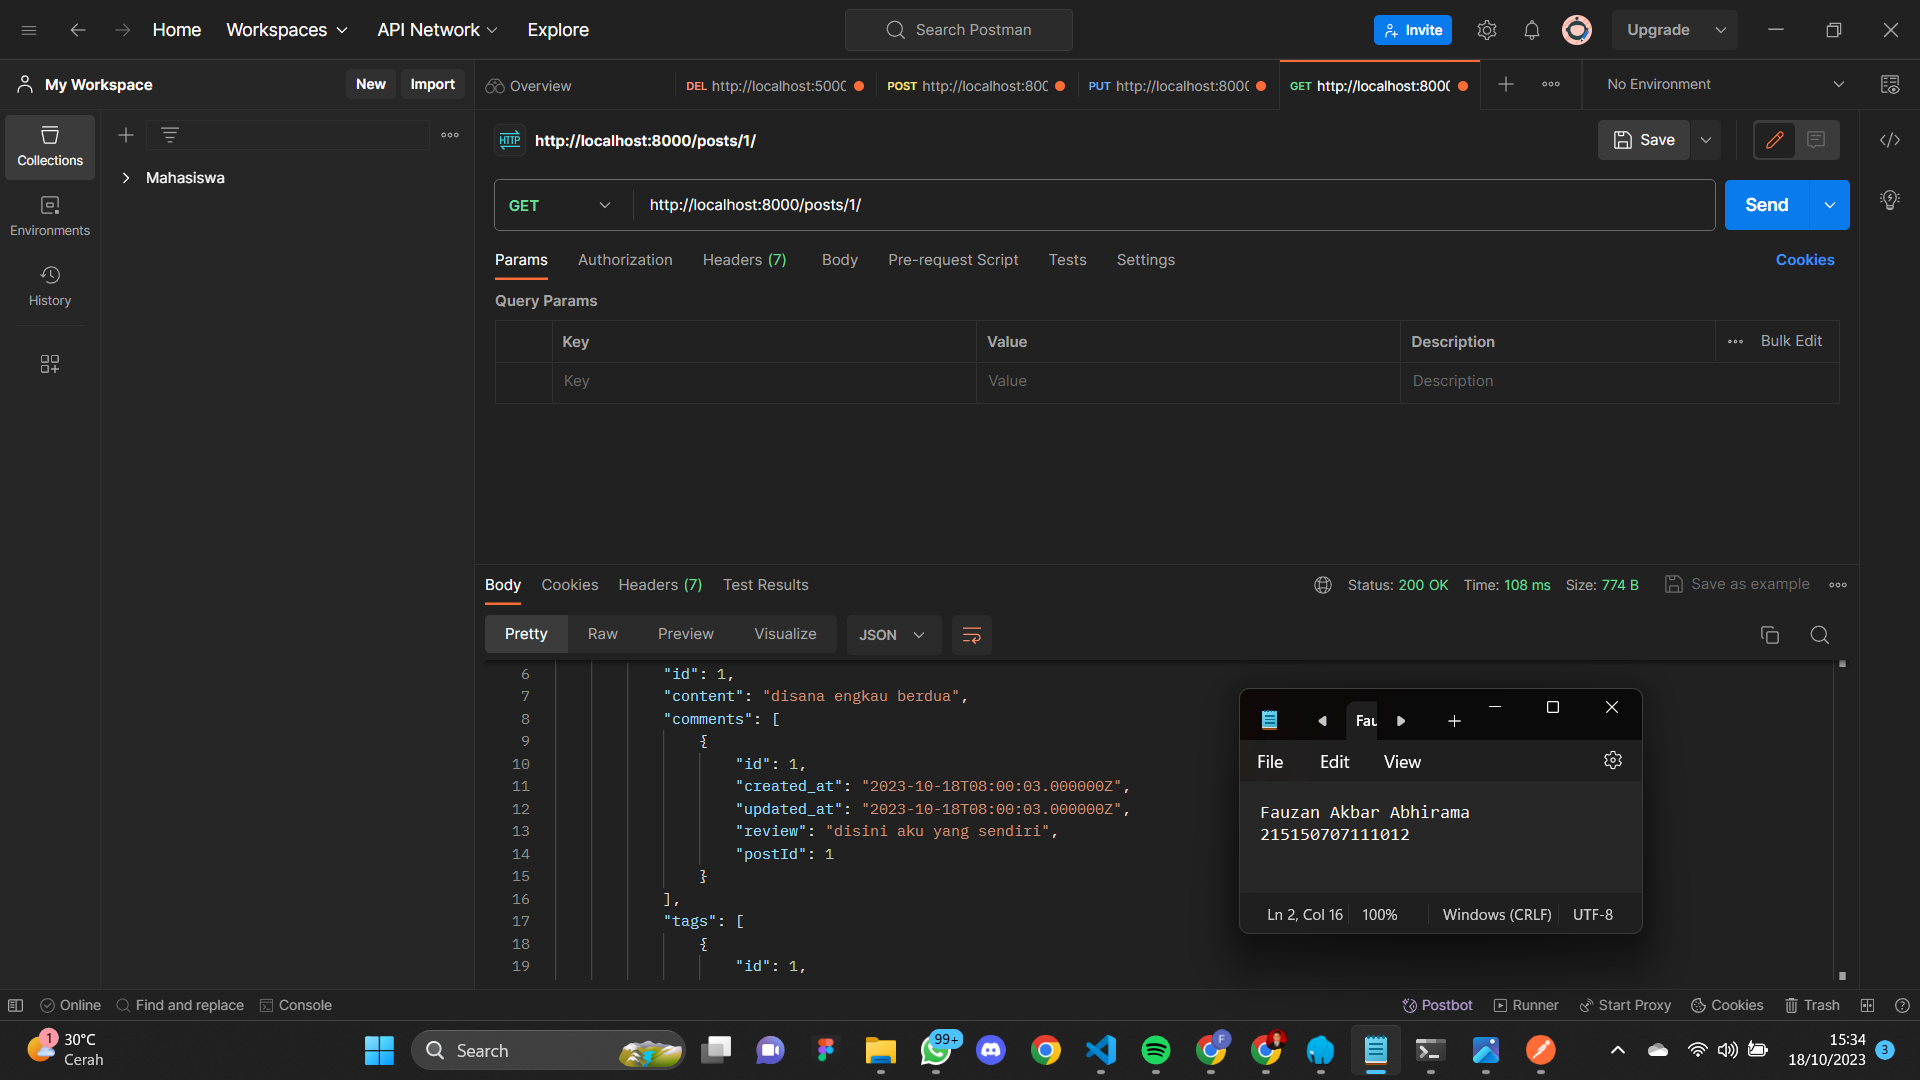 Home
Workspaces
API Network
Explore
Search Postman
Invite
Upgrade
My Workspace
New
Import
Overview
DEL http://localhost:5000
POST http://localhost:800
PUT http://localhost:8000
GET http://localhost:8000
No Environment
Collections
Environments
History
Mahasiswa
HTTP
http://localhost:8000/posts/1/
Save
GET
http://localhost:8000/posts/1/
Send
Params
Authorization
Headers (7)
Body
Pre-request Script
Tests
Settings
Cookies
Query Params
Key
Value
Description
Bulk Edit
Key
Value
Description
Body
Cookies
Headers (7)
Test Results
Status: 200 OK
Time: 108 ms
Size: 774 B
Save as example
Pretty
Raw
Preview
Visualize
JSON
6 "id": 1,
7 "content": "disana engkau berdua",
8 "comments": [
9 {
10 "id": 1,
11 "created_at": "2023-10-18T08:00:03.000000Z",
12 "updated_at": "2023-10-18T08:00:03.000000Z",
13 "review": "disini aku yang sendiri",
14 "postId": 1
15 }
16 ],
17 "tags": [
18 {
19 "id": 1,
Fau
File
Edit
View
Fauzan Akbar Abhirama
215150707111012
Ln 2, Col 16
100%
Windows (CRLF)
UTF-8
Online
Find and replace
Console
Postbot
Runner
Start Proxy
Cookies
Trash
1
30°C
Cerah
Search
99+
F
15:34
18/10/2023
3